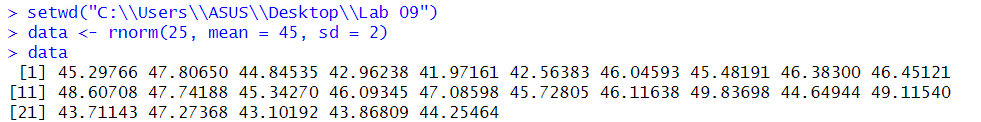 > setwd("C:\\Users\\ASUS\\Desktop\\Lab 09")
> data <- rnorm(25, mean = 45, sd = 2)
> data
 [1] 45.29766 47.80650 44.84535 42.96238 41.97161 42.56383 46.04593 45.48191 46.38300 46.45121
[11] 48.60708 47.74188 45.34270 46.09345 47.08598 45.72805 46.11638 49.83698 44.64944 49.11540
[21] 43.71143 47.27368 43.10192 43.86809 44.25464